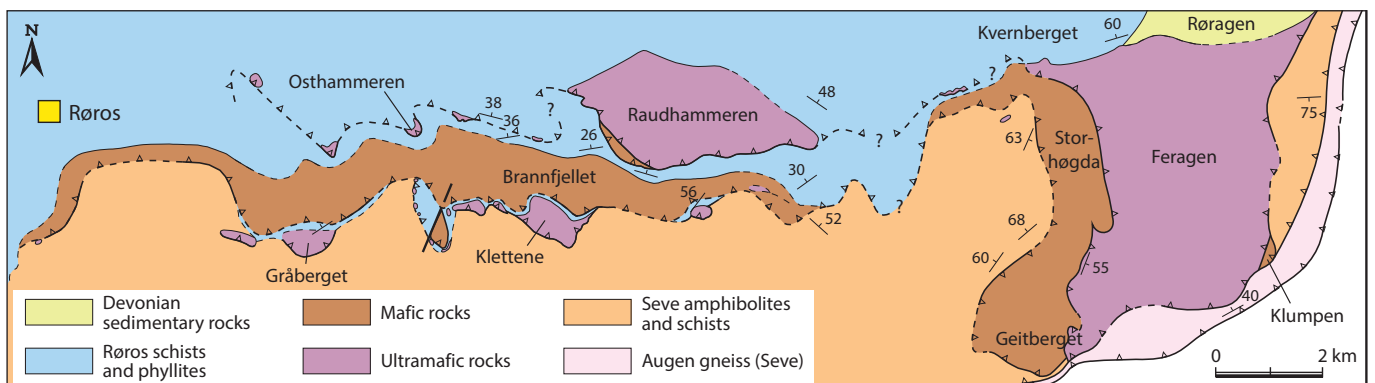 N
Osthammeren
Kvernberget
60
Røragen
Røros
38
36
?
?
48
Raudhammeren
26
?
75
63
Stor-
høgda
Feragen
Brannfjellet
30
56
?
52
68
Gråberget
Klettene
60
55
40
Klumpen
Geitberget
Devonian
sedimentary rocks
Mafic rocks
Seve amphibolites
and schists
Røros schists
and phyllites
Ultramafic rocks
Augen gneiss (Seve)
0
2 km